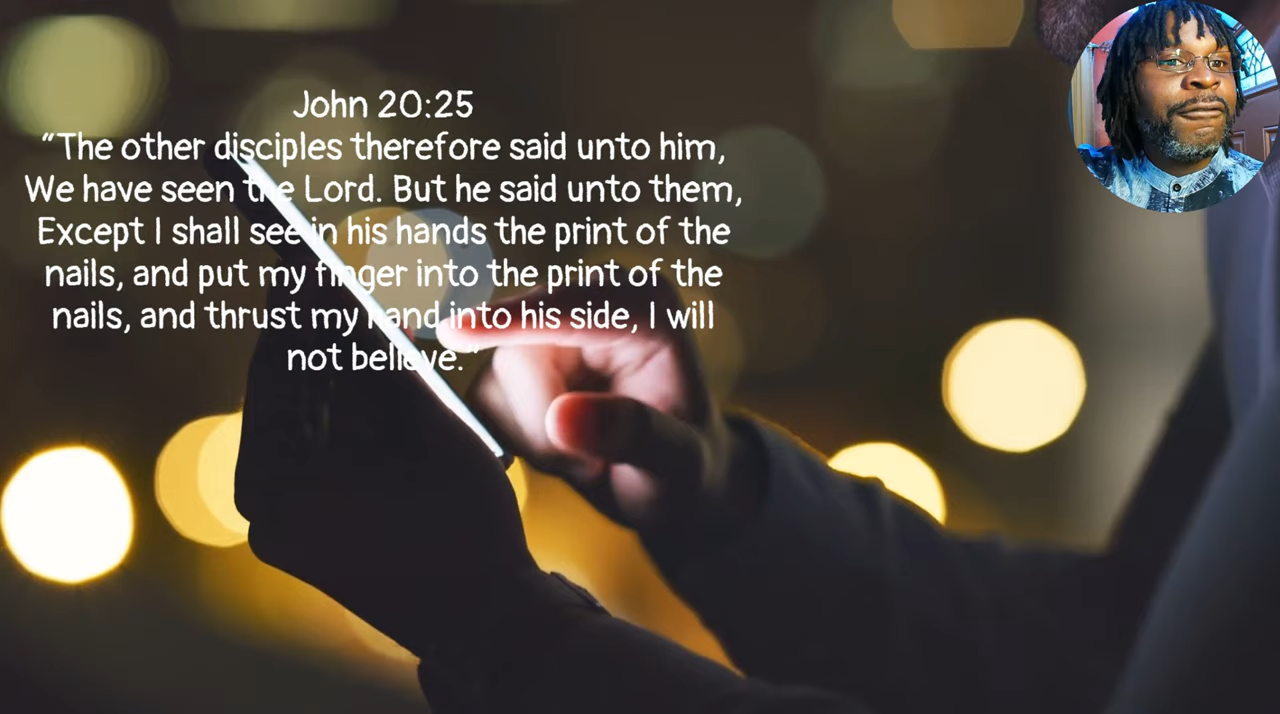 John 20:25
“The other disciples therefore said unto him,
We have seen the Lord. But he said unto them,
Except I shall see in his hands the print of the
nails, and put my finger into the print of the
nails, and thrust my hand into his side, I will
not believe.”